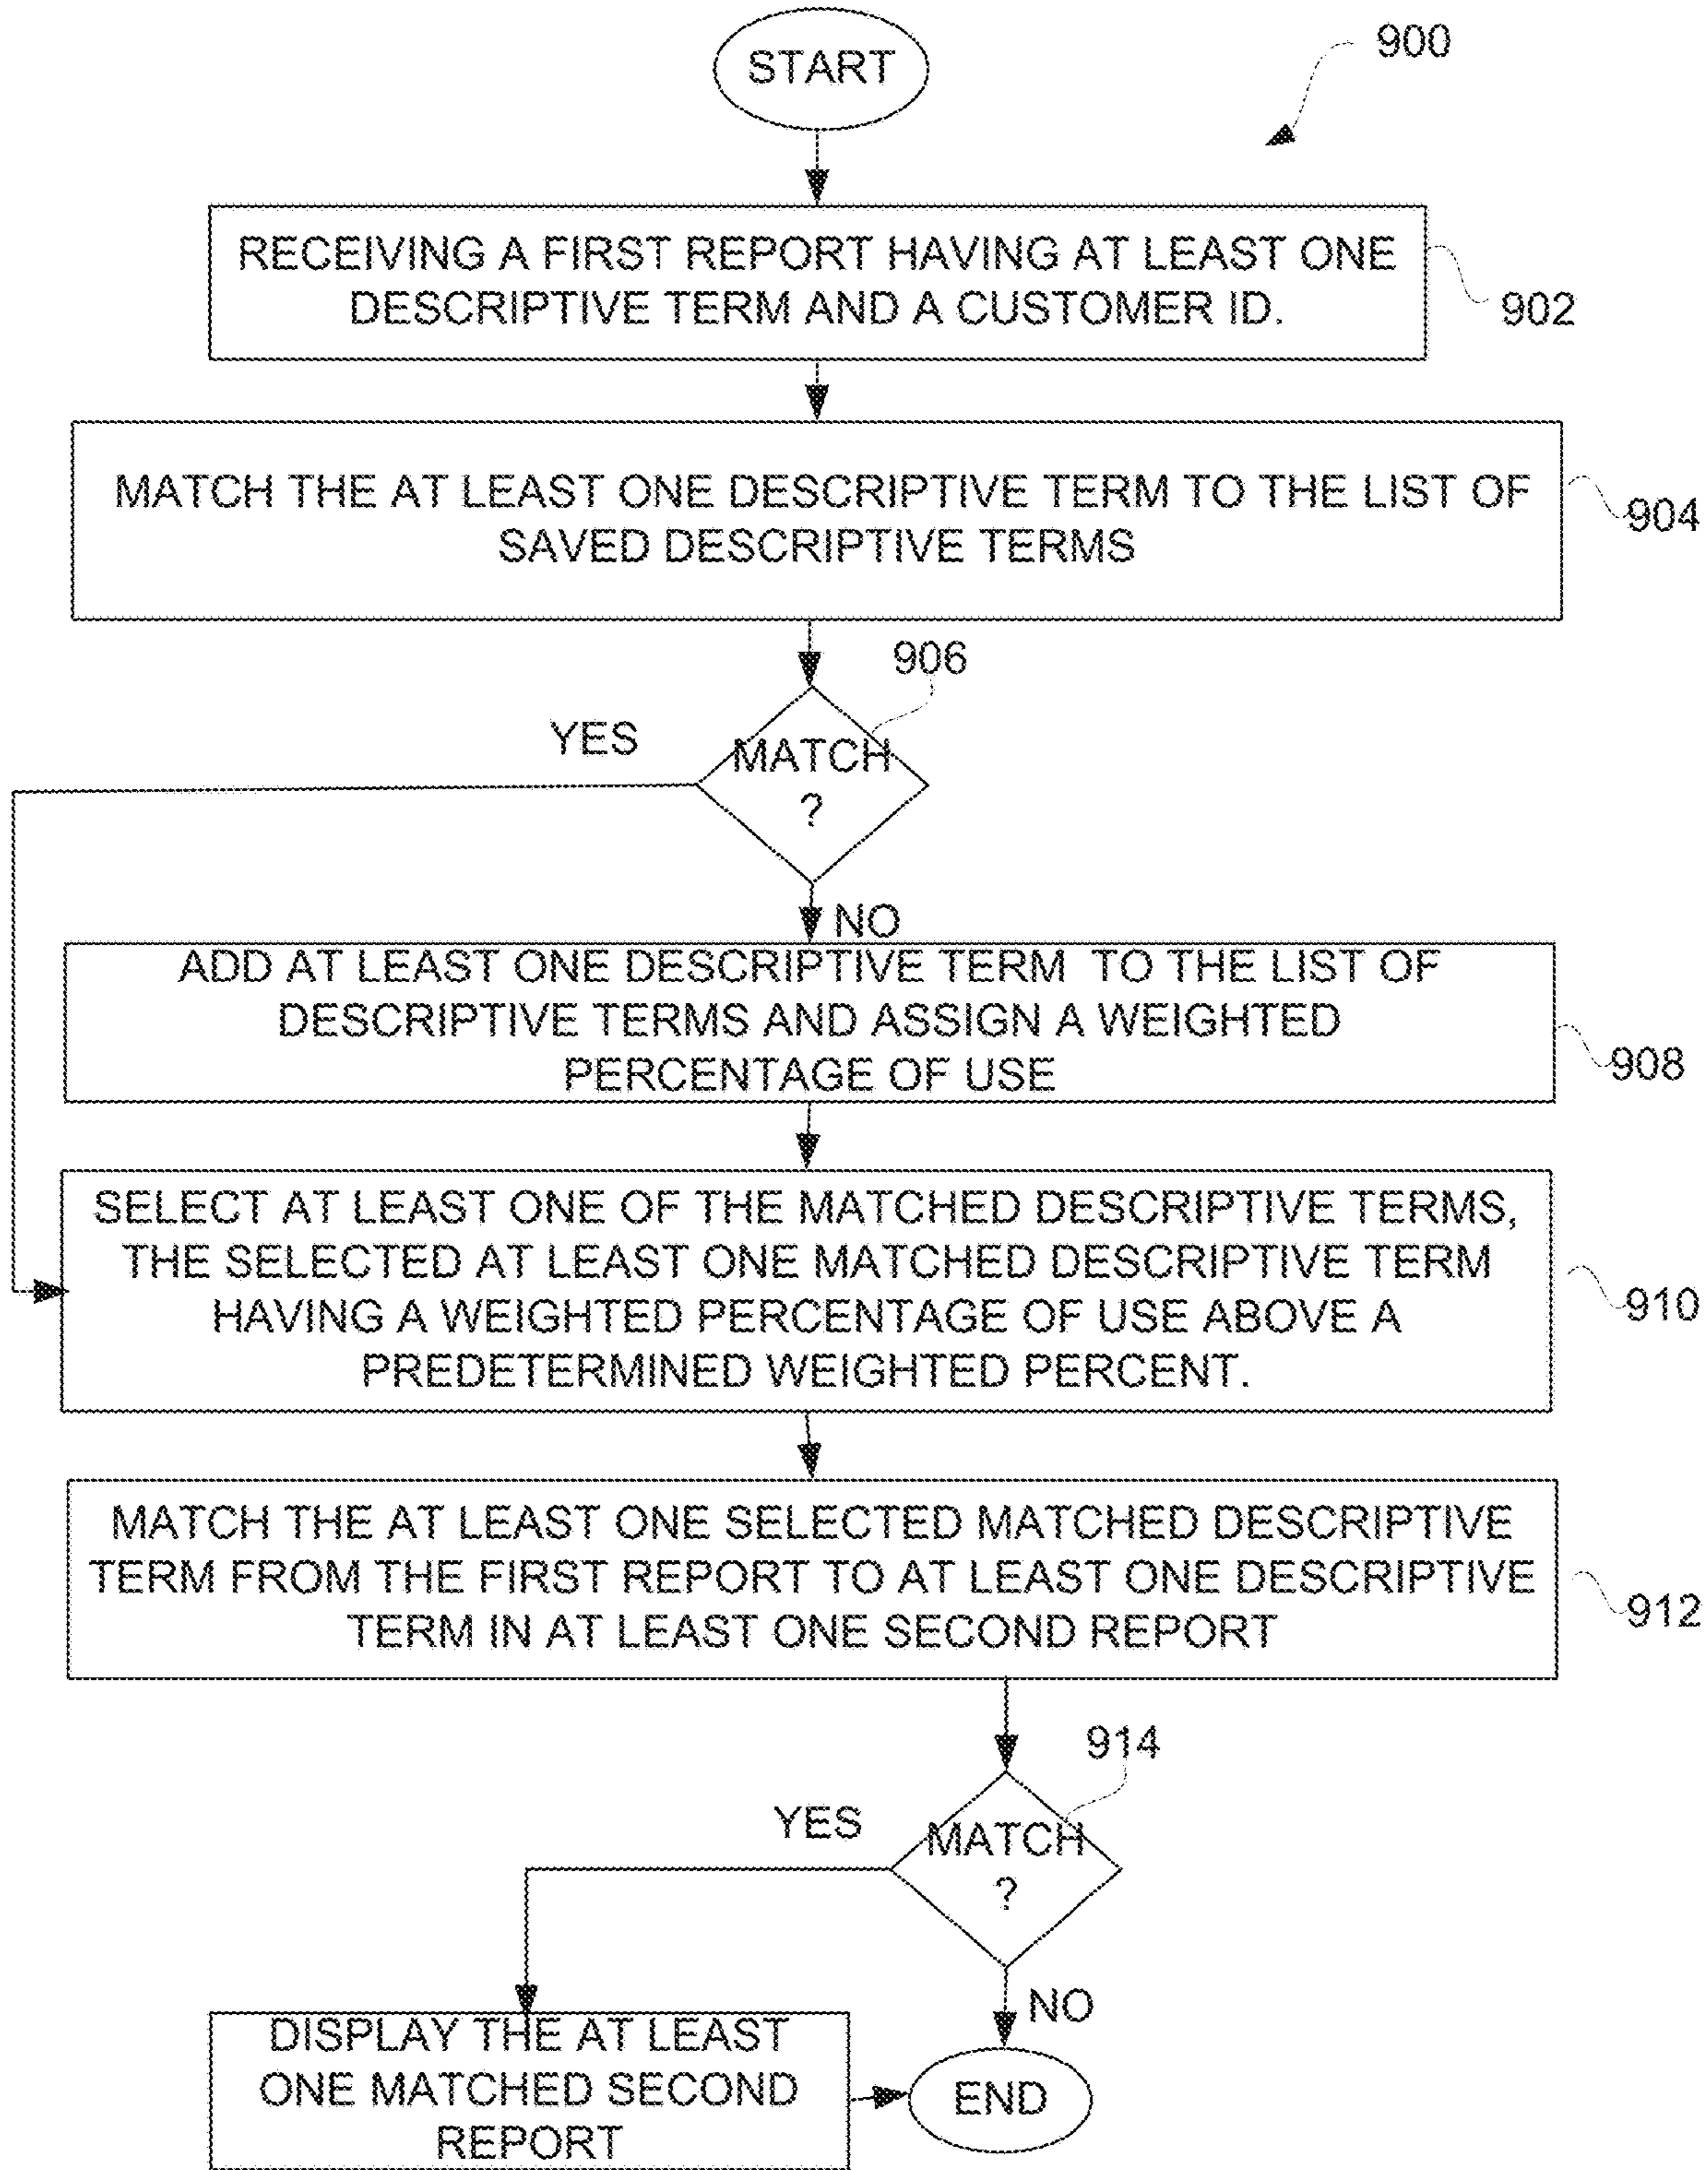 START
900
RECEIVING A FIRST REPORT HAVING AT LEAST ONE
DESCRIPTIVE TERM AND A CUSTOMER ID.
902
MATCH THE AT LEAST ONE DESCRIPTIVE TERM TO THE LIST OF
SAVED DESCRIPTIVE TERMS
904
906
YES
MATCH
?
NO
ADD AT LEAST ONE DESCRIPTIVE TERM TO THE LIST OF
DESCRIPTIVE TERMS AND ASSIGN A WEIGHTED
PERCENTAGE OF USE
908
SELECT AT LEAST ONE OF THE MATCHED DESCRIPTIVE TERMS,
THE SELECTED AT LEAST ONE MATCHED DESCRIPTIVE TERM
HAVING A WEIGHTED PERCENTAGE OF USE ABOVE A
PREDETERMINED WEIGHTED PERCENT.
910
MATCH THE AT LEAST ONE SELECTED MATCHED DESCRIPTIVE
TERM FROM THE FIRST REPORT TO AT LEAST ONE DESCRIPTIVE
TERM IN AT LEAST ONE SECOND REPORT
912
914
YES
MATCH
?
NO
DISPLAY THE AT LEAST
ONE MATCHED SECOND
REPORT
END